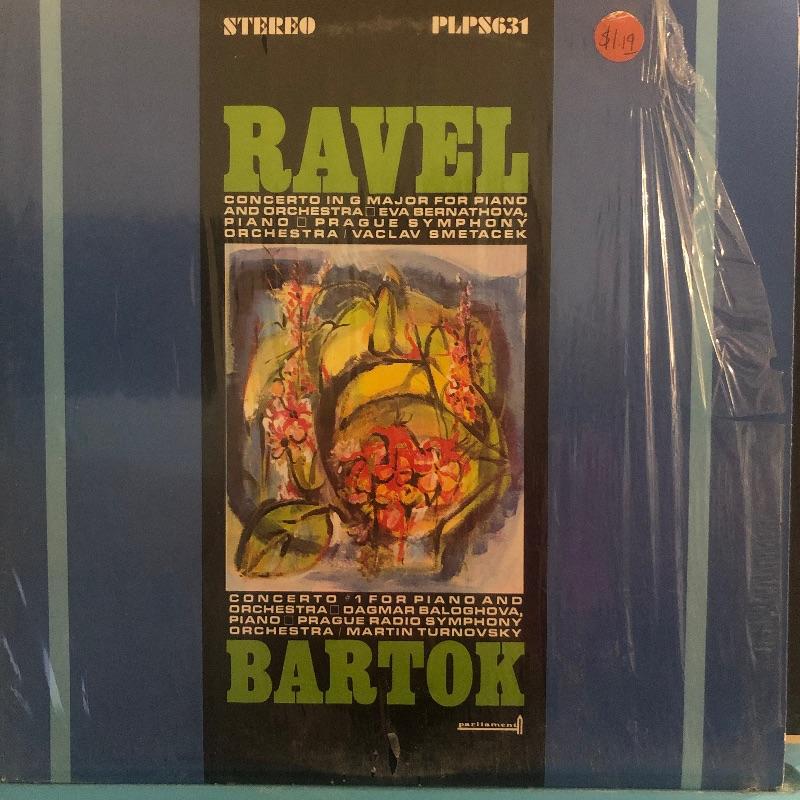 STEREO PLPS631
$1.19
RAVEL
CONCERTO IN G MAJOR FOR PIANO
AND ORCHESTRA□EVA BERNATHOVA,
PIANO □ PRAGUE SYMPHONY
ORCHESTRA / VACLAV SMETACEK
CONCERTO #1 FOR PIANO AND
ORCHESTRA□DAGMAR BALOGHOVA,
PIANO□PRAGUE RADIO SYMPHONY
ORCHESTRA / MARTIN TURNOVSKY
BARTOK
parliament